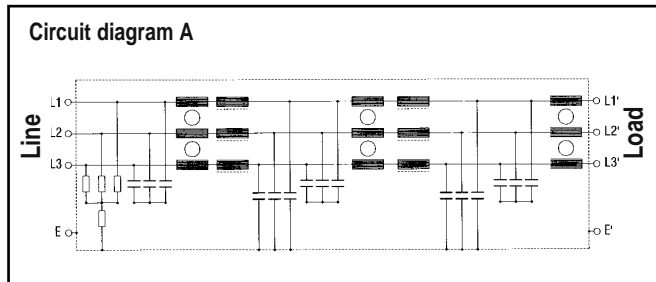 Circuit diagram A
Line
L1
L2
L3
E
L1'
L2'
L3'
E'
Load